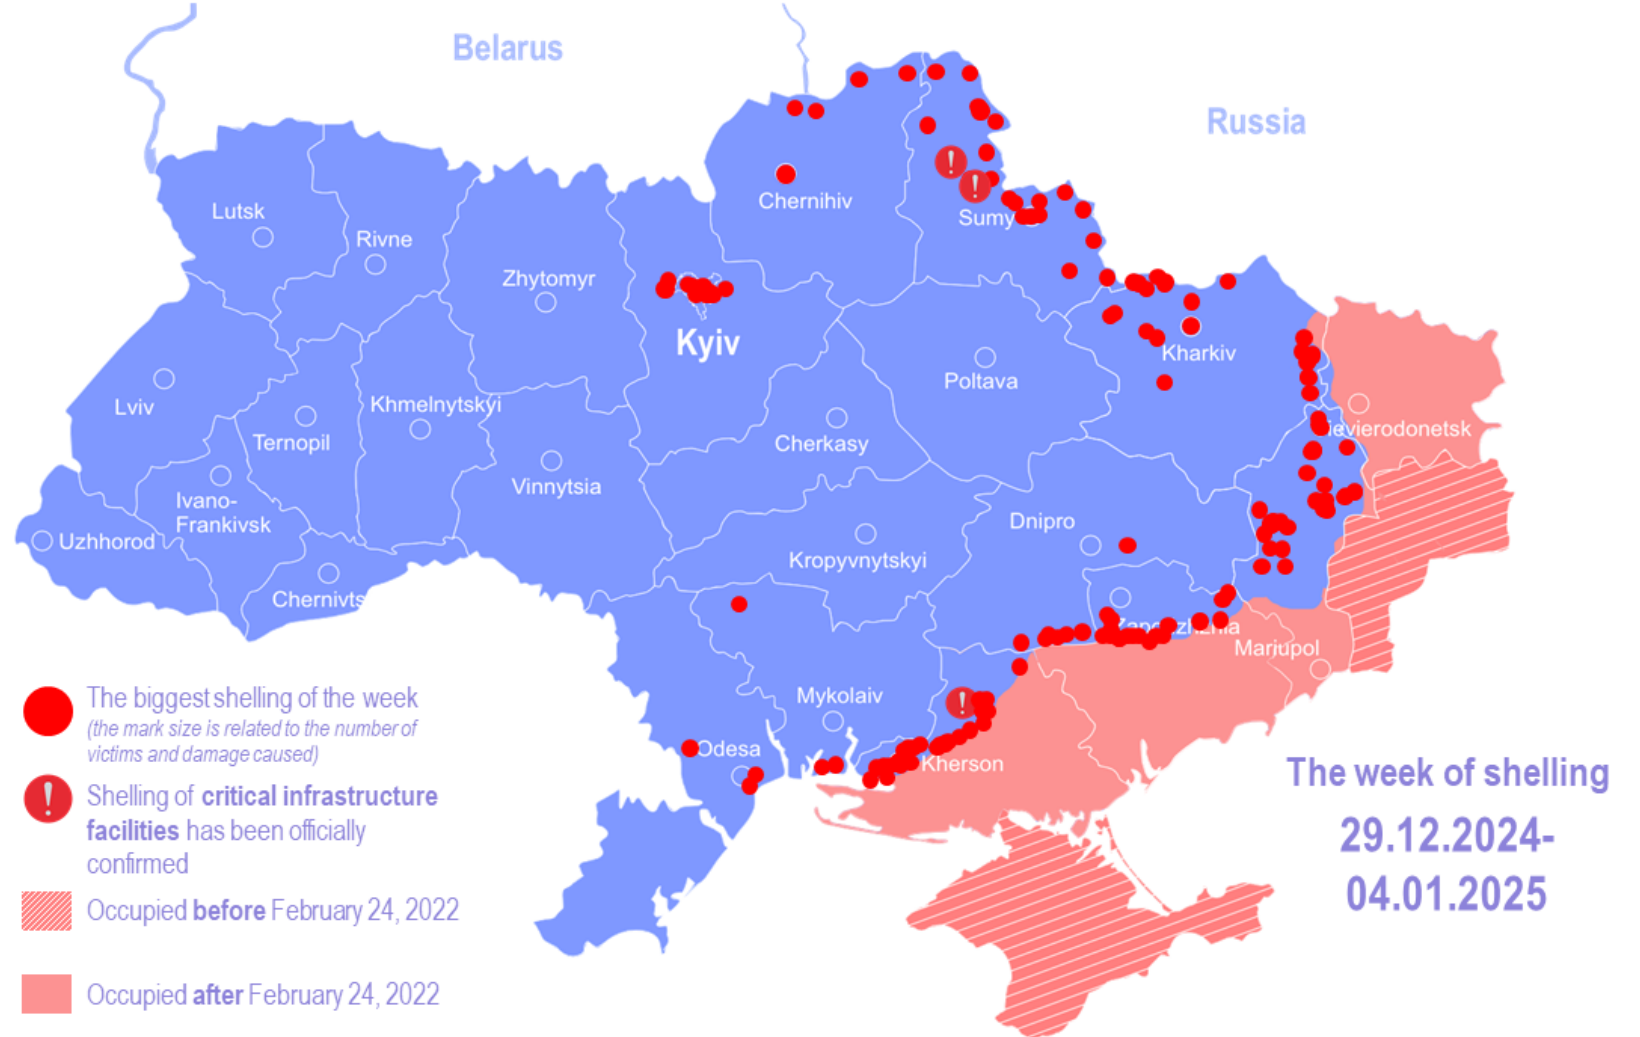 Belarus
Russia
Lutsk
Rivne
Zhytomyr
Chernihiv
Sumy
Kyiv
Kharkiv
Lviv
Ternopil
Khmelnytskyi
Vinnytsia
Cherkasy
Poltava
ievierodonetsk
Ivano-
Frankivsk
Uzhhorod
Chernivts
Kropyvnytskyi
Dnipro
Mariupol
Mykolaiv
Odesa
Kherson
The biggest shelling of the week
(the mark size is related to the number of
victims and damage caused)
Shelling of critical infrastructure
facilities has been officially
confirmed
Occupied before February 24, 2022
Occupied after February 24, 2022
The week of shelling
29.12.2024-
04.01.2025